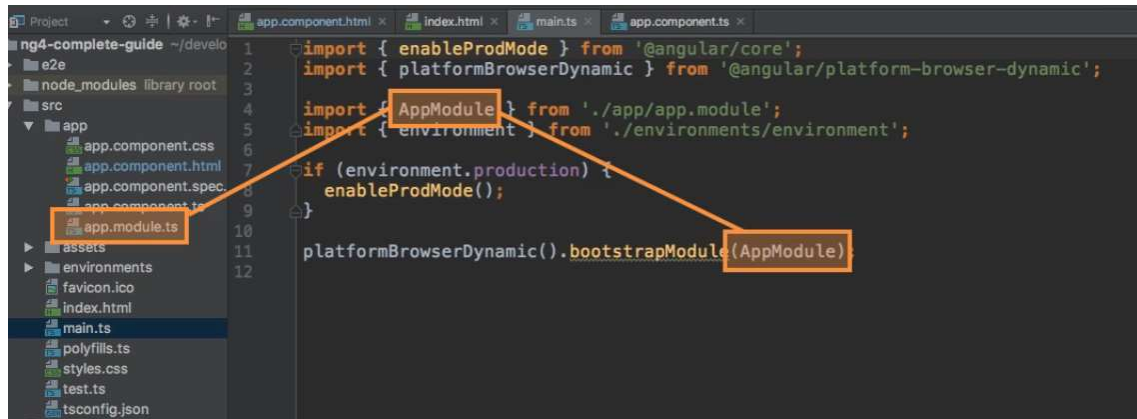 Project
app.component.html ×
index.html ×
main.ts ×
app.component.ts ×
ng4-complete-guide ~/develo
e2e
node_modules library root
src
app
app.component.css
app.component.html
app.component.spec.
app.component.ts
app.module.ts
assets
environments
favicon.ico
index.html
main.ts
polyfills.ts
styles.css
test.ts
tsconfig.json
1 import { enableProdMode } from '@angular/core';
2 import { platformBrowserDynamic } from '@angular/platform-browser-dynamic';
3
4 import { AppModule } from './app/app.module';
5 import { environment } from './environments/environment';
6
7 if (environment.production) {
8 enableProdMode();
9 }
10
11 platformBrowserDynamic().bootstrapModule(AppModule);
12